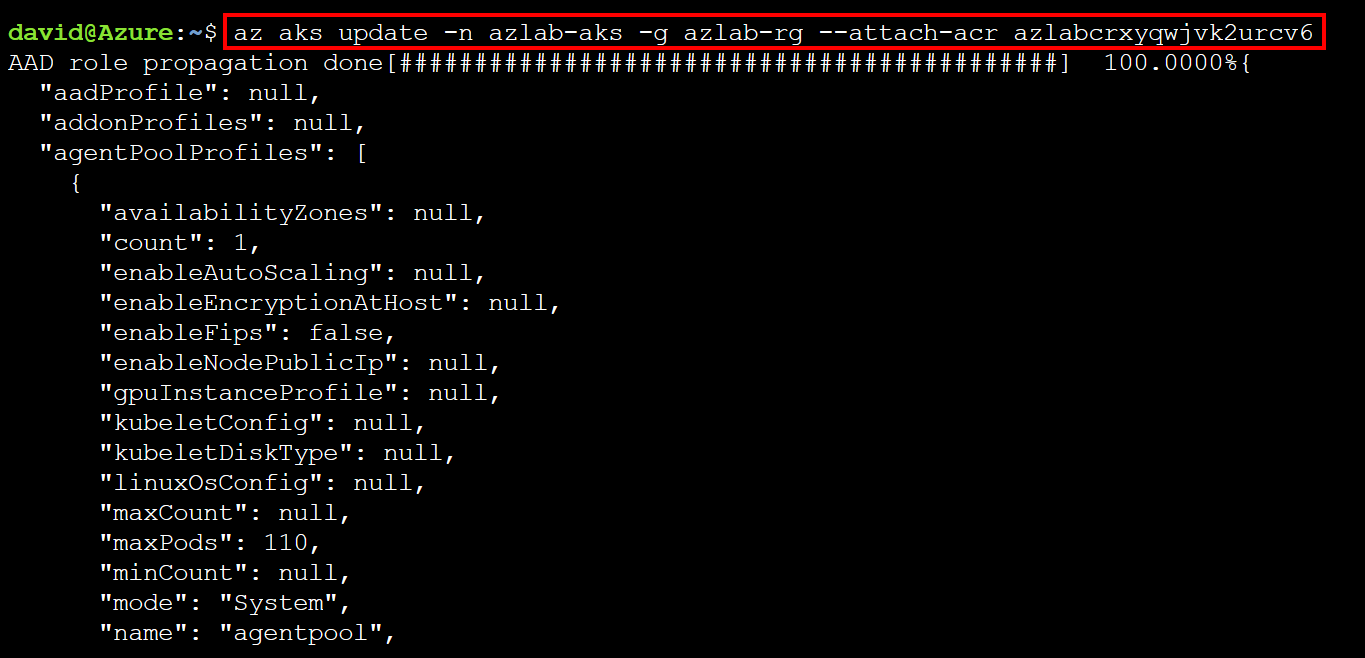 david@Azure:~$ az aks update -n azlab-aks -g azlab-rg --attach-acr azlabcrxyqwjvk2urcv6
AAD role propagation done[############################################]  100.0000%{
  "aadProfile": null,
  "addonProfiles": null,
  "agentPoolProfiles": [
    {
      "availabilityZones": null,
      "count": 1,
      "enableAutoScaling": null,
      "enableEncryptionAtHost": null,
      "enableFips": false,
      "enableNodePublicIp": null,
      "gpuInstanceProfile": null,
      "kubeletConfig": null,
      "kubeletDiskType": null,
      "linuxOsConfig": null,
      "maxCount": null,
      "maxPods": 110,
      "minCount": null,
      "mode": "System",
      "name": "agentpool",